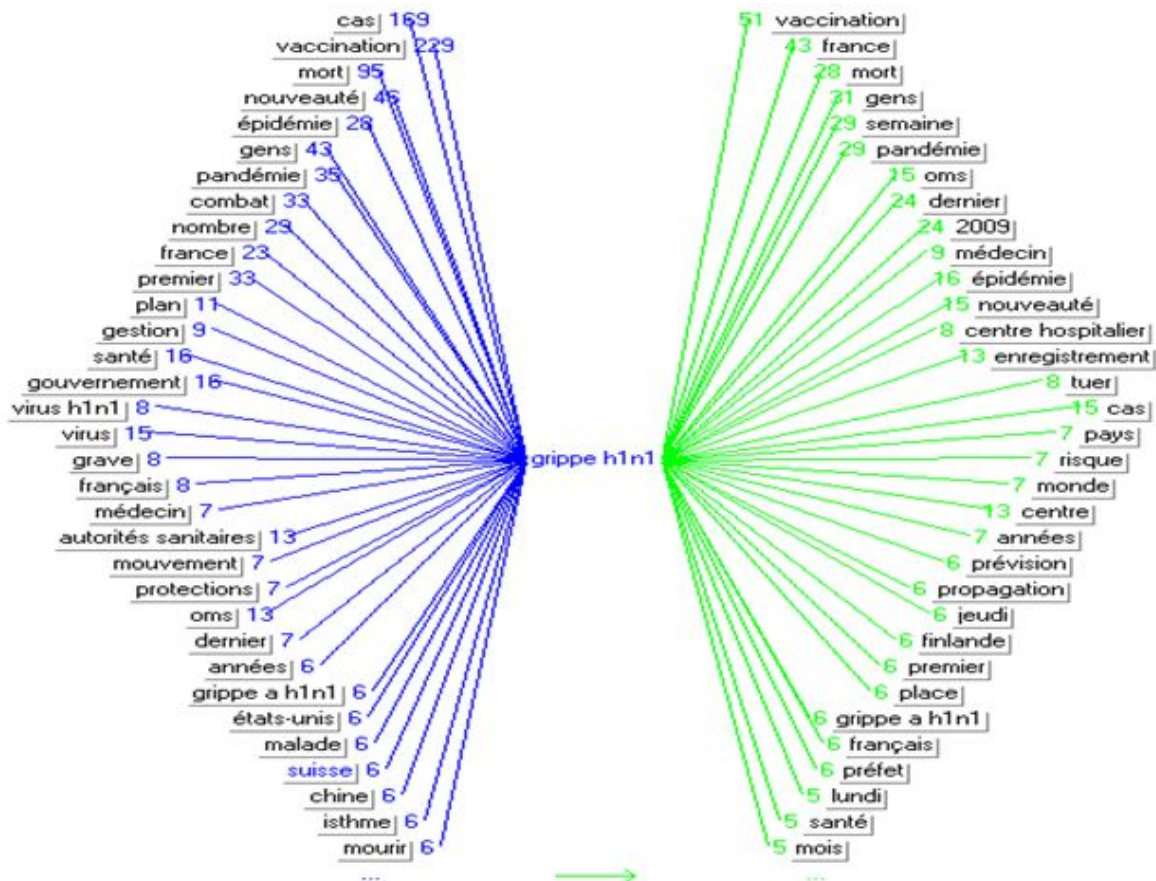 cas 169 51 vaccination
vaccination 229 43 france
mort 95 28 mort
nouveauté 46 31 gens
épidémie 28 29 semaine
gens 43 29 pandémie
pandémie 35 15 oms
combat 33 24 dernier
nombre 29 24 2009
france 23 9 médecin
premier 33 16 épidémie
plan 11 15 nouveauté
gestion 9 8 centre hospitalier
santé 16 13 enregistrement
gouvernement 16 8 tuer
virus h1n1 8 15 cas
virus 15 7 pays
grave 8 grippe h1n1 7 risque
français 8 7 monde
médecin 7 13 centre
autorités sanitaires 13 7 années
mouvement 7 6 prévision
protections 7 6 propagation
oms 13 6 jeudi
dernier 7 6 finlande
années 6 6 premier
grippe a h1n1 6 6 place
états-unis 6 6 grippe a h1n1
malade 6 6 français
suisse 6 6 préfet
chine 6 5 lundi
isthme 6 5 santé
mourir 6 5 mois
... ...